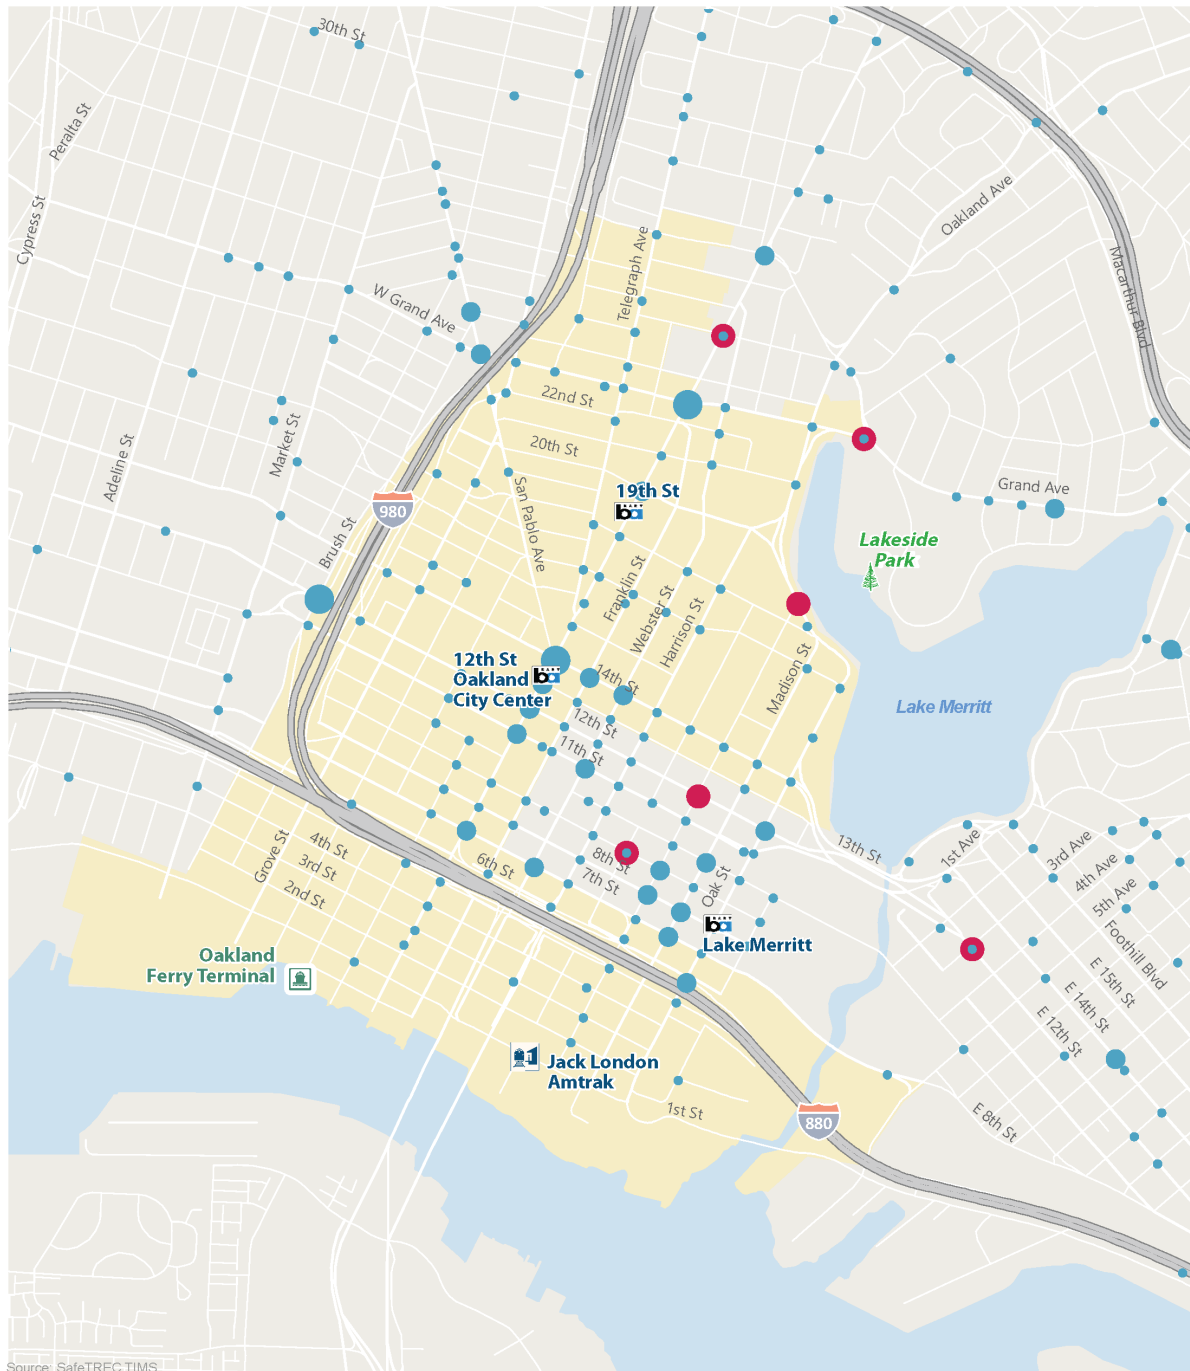 30th St
Peralta St
Cypress St
Oakland Ave
Telegraph Ave
Macarthur Blvd
W Grand Ave
22nd St
Market St
Adeline St
20th St
San Pablo Ave
19th St
Grand Ave
980
Brush St
Lakeside
Park
Franklin St
Webster St
Harrison St
Madison St
12th St
Oakland
City Center
14th St
12th St
11th St
Lake Merritt
13th St
1st Ave
3rd Ave
4th Ave
5th Ave
Foothill Blvd
4th St
3rd St
2nd St
Grove St
6th St
8th St
7th St
Oak St
Lake Merritt
Oakland
Ferry Terminal
E 15th St
E 14th St
E 12th St
Jack London
Amtrak
1st St
880
E 8th St
Source: SafeTREC TIMS